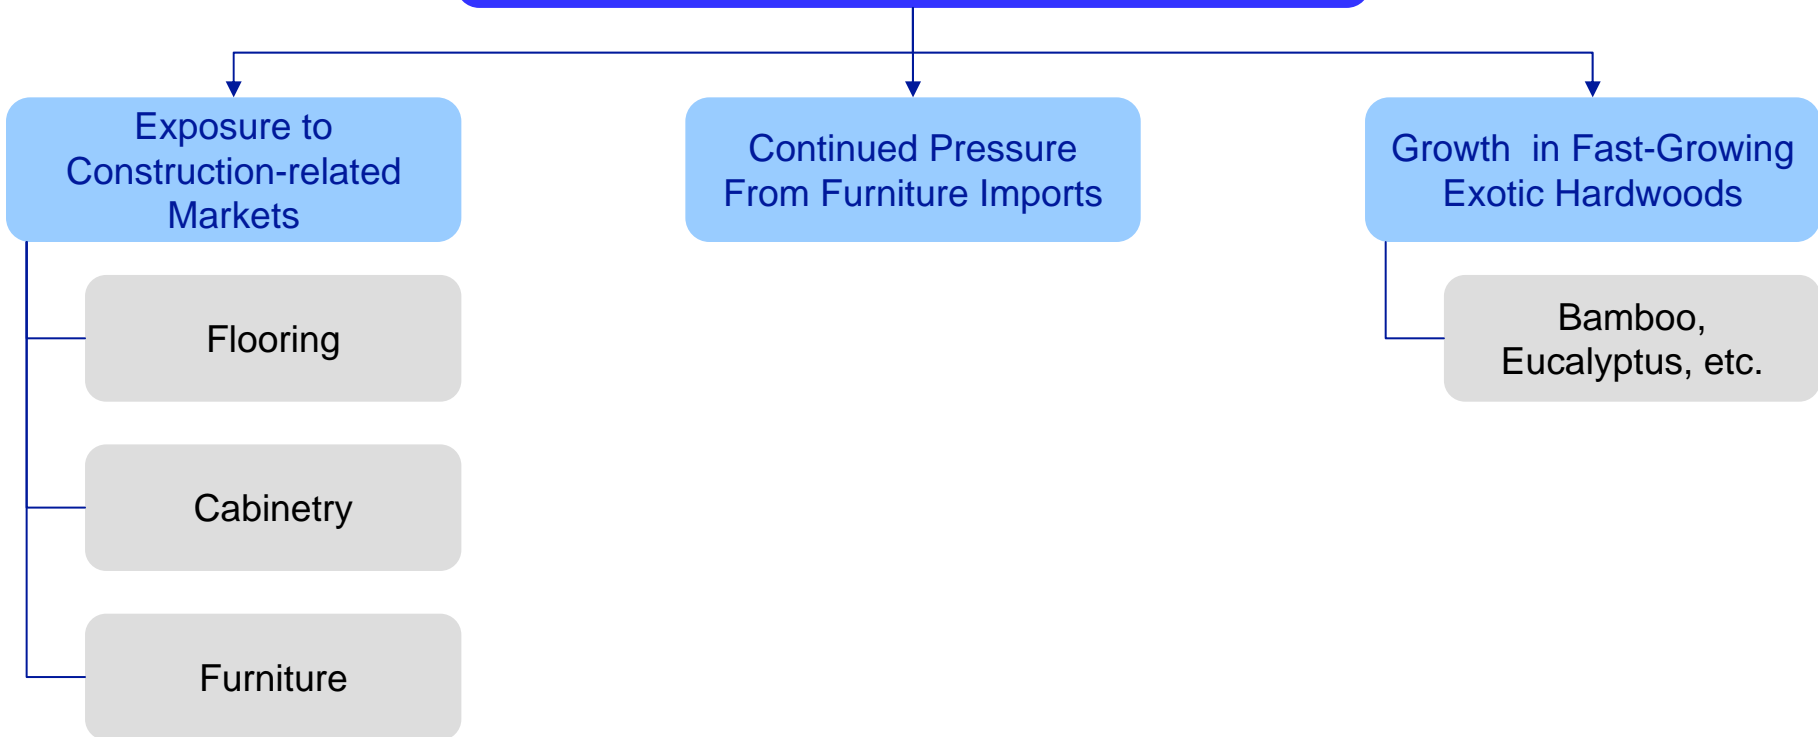 Exposure to
Construction-related
Markets
Continued Pressure
From Furniture Imports
Growth  in Fast-Growing
Exotic Hardwoods
Flooring
Cabinetry
Furniture
Bamboo,
Eucalyptus, etc.